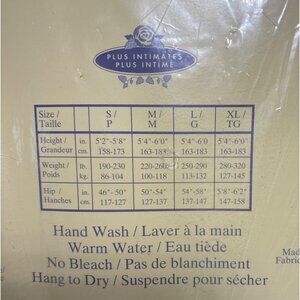 PLUS INTIMATES
PLUS INTIME
Size / Taille S / P M / M L / G XL / TG
Height / Grandeur in. cm. 5'2"-5'8" 158-173 5'4"-6'0" 163-183 5'4"-6'0" 163-183 5'4"-6'0" 163-183
Weight / Poids lb. kg. 190-230 86-104 220-260 100-118 250-290 113-132 280-320 127-145
Hip / Hanches in. cm. 46"-50" 117-127 50"-54" 127-137 54"-58" 137-147 5'8"-6'2" 147-158
Hand Wash / Laver à la main
Warm Water / Eau tiède
No Bleach / Pas de blanchiment
Hang to Dry / Suspendre pour sécher
Mad
Fabric